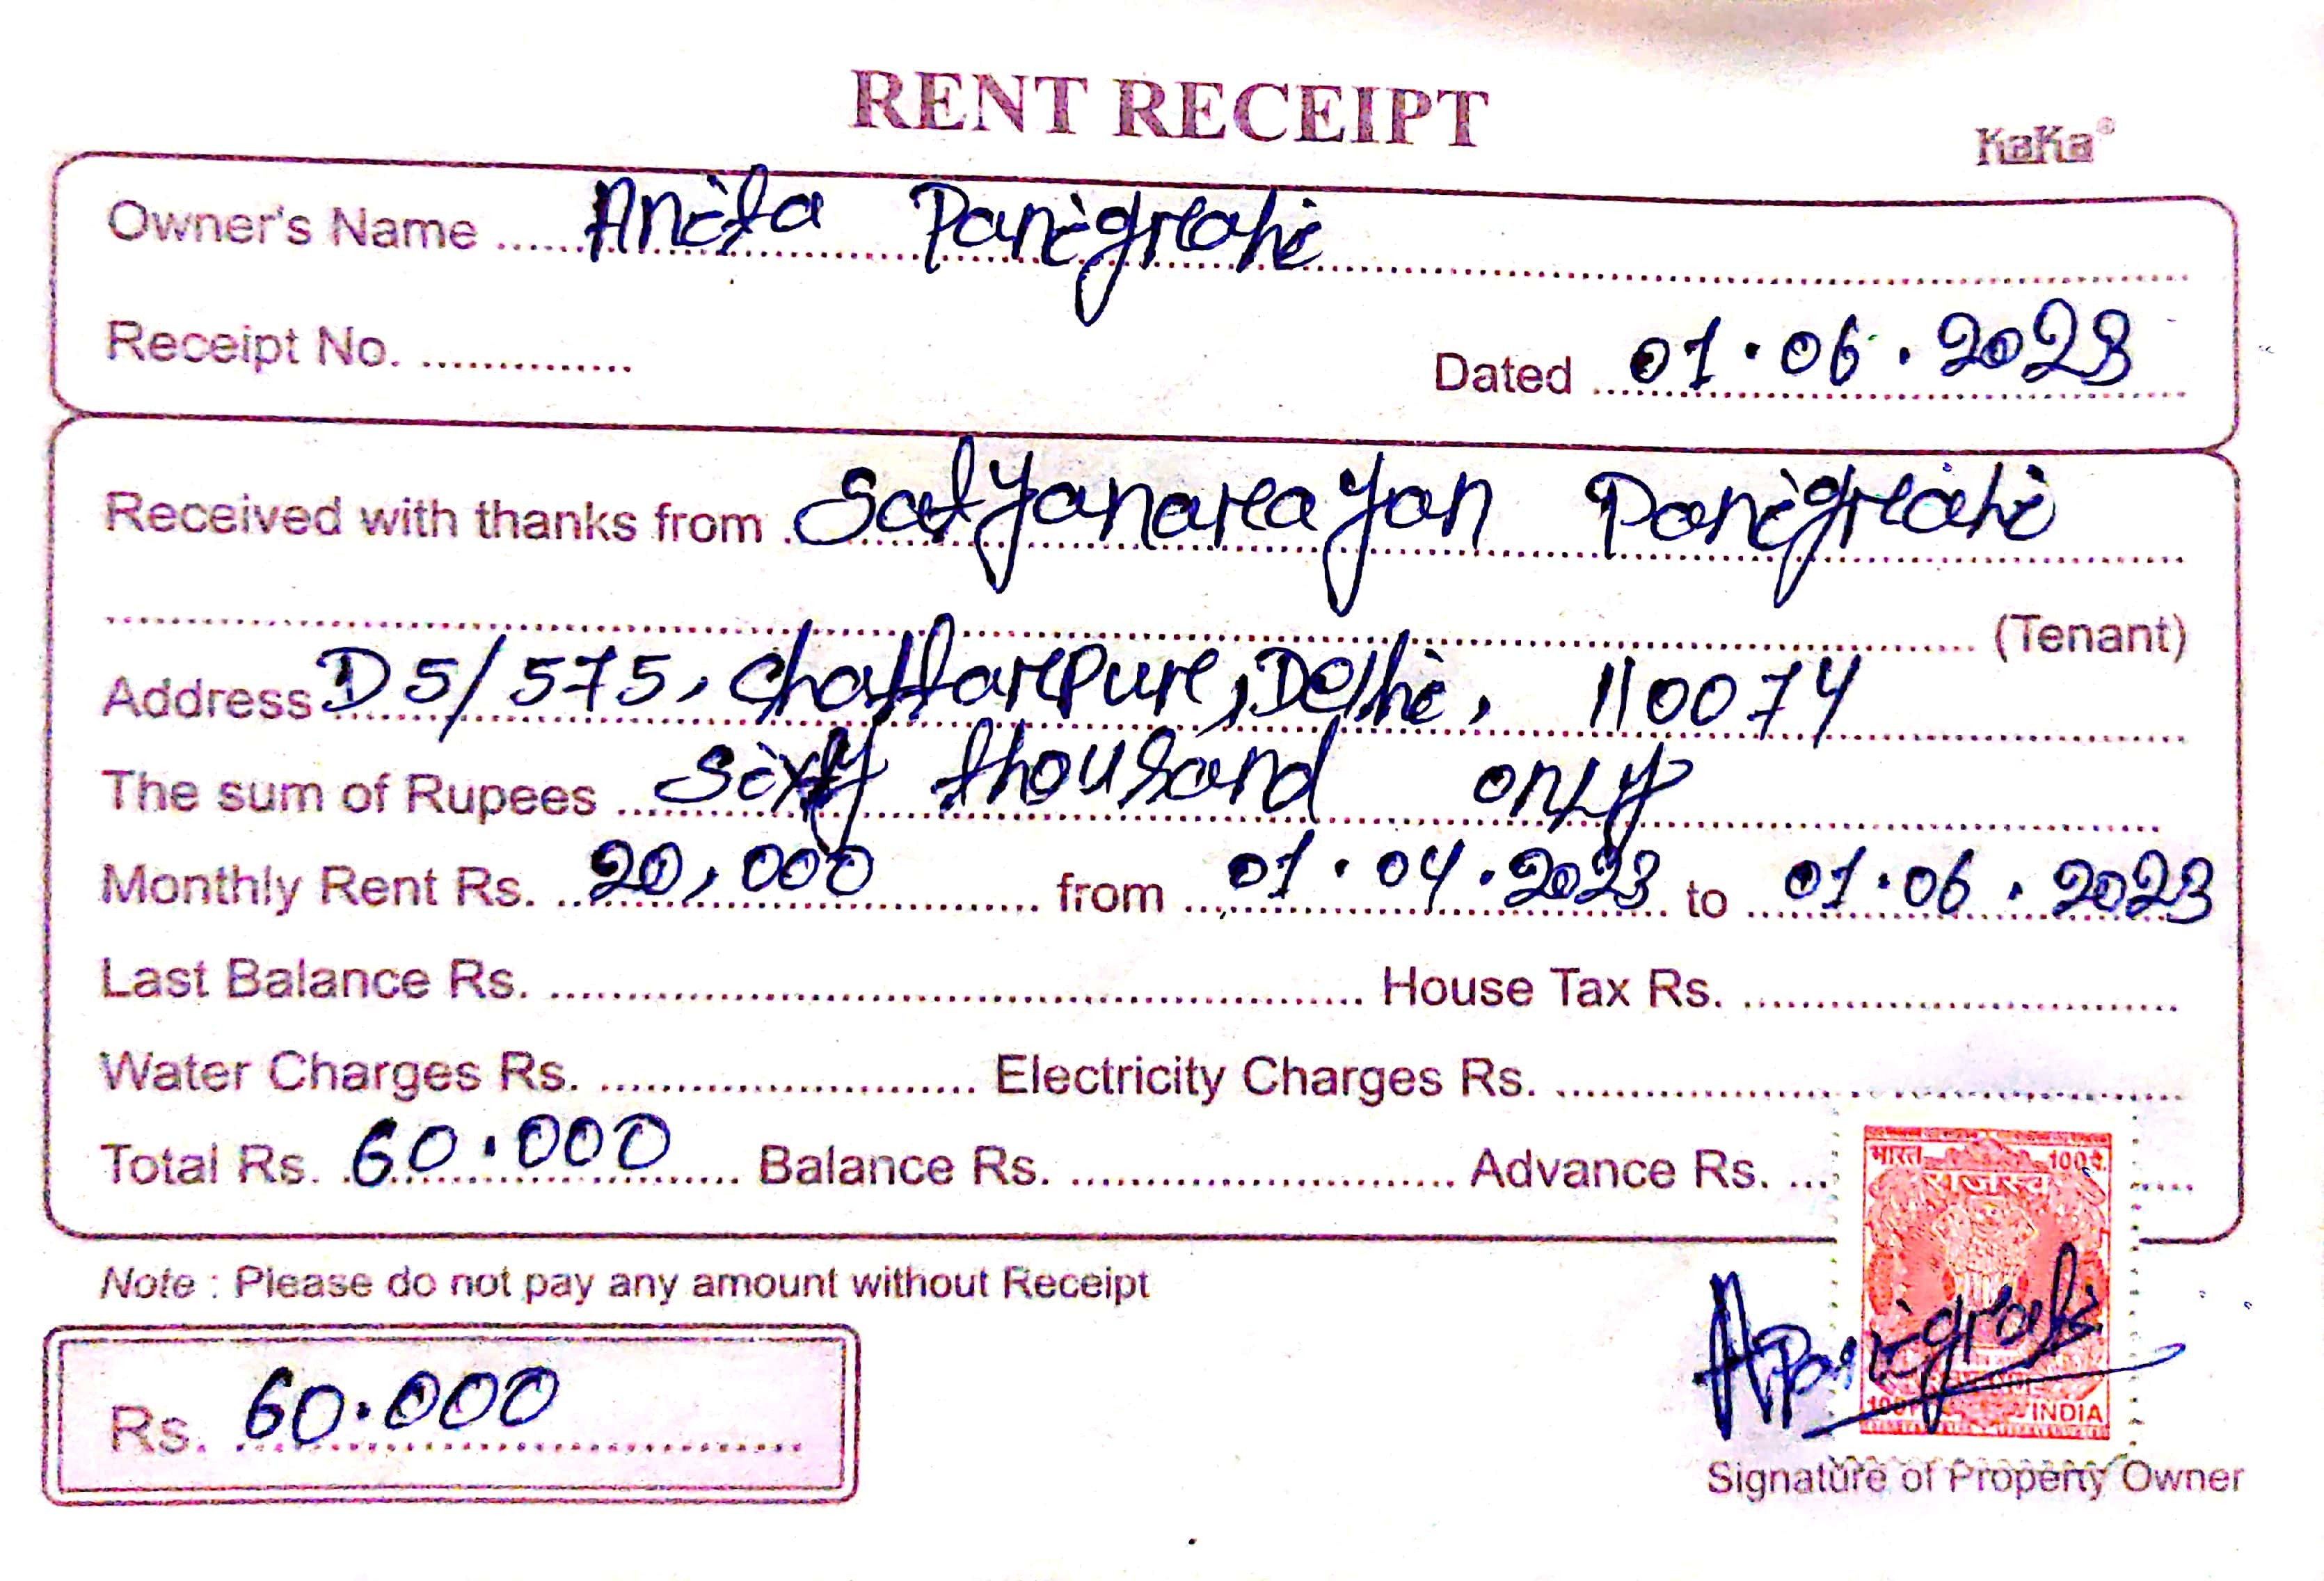 RENT RECEIPT
KaKa®
Owner's Name Anita Panigrahi
Receipt No.
Dated 01.06.2023
Received with thanks from Satyanarayan Panigrahi
(Tenant)
Address D5/575, Chattarpur, Delhi, 110074
The sum of Rupees Sixty thousand only
Monthly Rent Rs. 20,000 from 01.04.2023 to 01.06.2023
Last Balance Rs. House Tax Rs.
Water Charges Rs. Electricity Charges Rs.
Total Rs. 60.000 Balance Rs. Advance Rs.
भारत 100पै.
राजस्व
Note : Please do not pay any amount without Receipt
APanigrahi
INDIA
Rs. 60.000
Signature of Property Owner